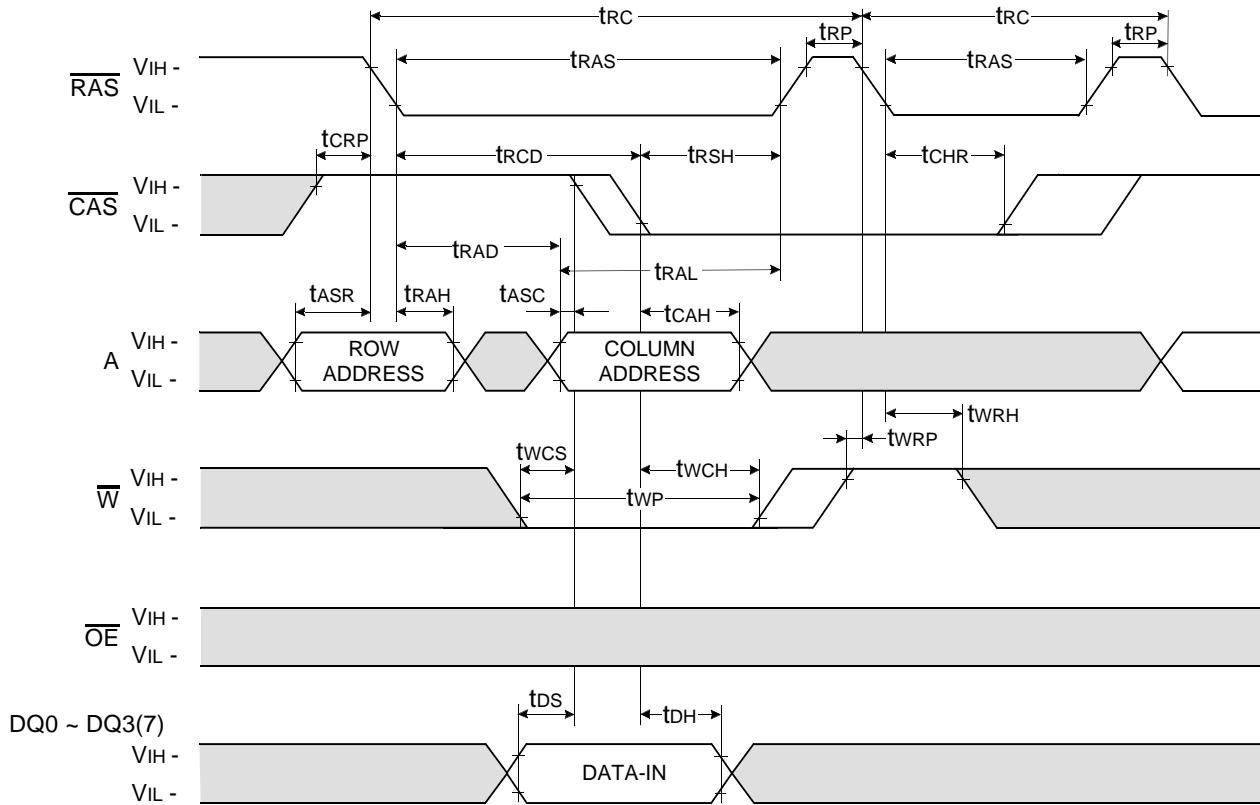 tRC tRC
tRP tRP
tRAS tRAS
RAS VIH -
VIL -
tCRP tRCD tRSH tCHR
CAS VIH -
VIL -
tRAD
tRAL
tASR tRAH tASC tCAH
A VIH -
VIL -
ROW
ADDRESS
COLUMN
ADDRESS
tWRH
tWRP
tWCS tWCH
tWP
W VIH -
VIL -
OE VIH -
VIL -
tDS tDH
DQ0 ~ DQ3(7)
VIH -
VIL -
DATA-IN